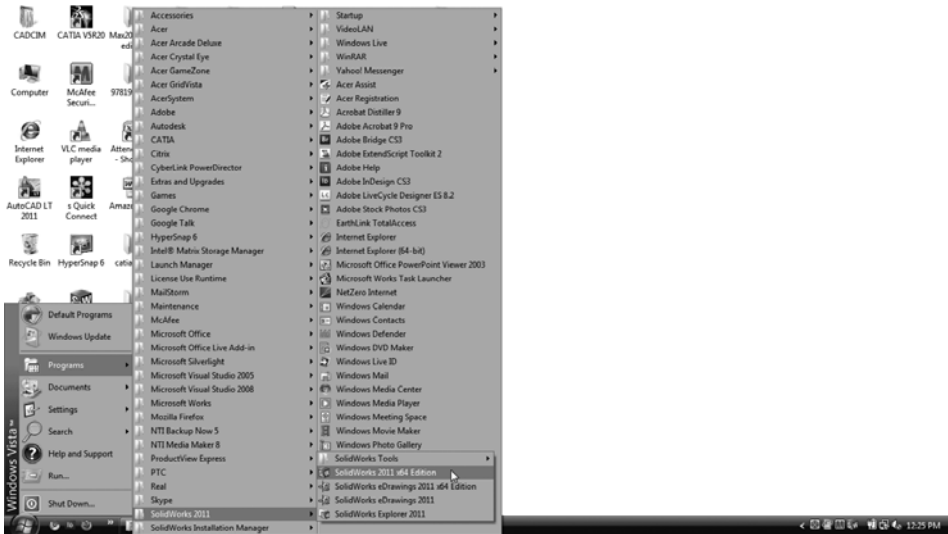 CADCIM
CATIA V5R20
Computer
McAfee
Securi...
Internet
Explorer
VLC media
player
AutoCAD LT
2011
s Quick
Connect
Recycle Bin
HyperSnap 6
Default Programs
Windows Update
Programs
Documents
Settings
Search
Help and Support
Run...
Shut Down...
Windows Vista™
Accessories
Acer
Acer Arcade Deluxe
Acer Crystal Eye
Acer GameZone
Acer GridVista
AcerSystem
Adobe
Autodesk
CATIA
Citrix
CyberLink PowerDirector
Extras and Upgrades
Games
Google Chrome
Google Talk
HyperSnap 6
Intel® Matrix Storage Manager
Launch Manager
License Use Runtime
MailStorm
Maintenance
McAfee
Microsoft Office
Microsoft Office Live Add-in
Microsoft Silverlight
Microsoft Visual Studio 2005
Microsoft Visual Studio 2008
Microsoft Works
Mozilla Firefox
NTI Backup Now 5
NTI Media Maker 8
ProductView Express
PTC
Real
Skype
SolidWorks 2011
SolidWorks Installation Manager
Startup
VideoLAN
Windows Live
WinRAR
Yahoo! Messenger
Acer Assist
Acer Registration
Acrobat Distiller 9
Adobe Acrobat 9 Pro
Adobe Bridge CS3
Adobe ExtendScript Toolkit 2
Adobe Help
Adobe InDesign CS3
Adobe LiveCycle Designer ES 8.2
Adobe Stock Photos CS3
EarthLink TotalAccess
Internet Explorer
Internet Explorer (64-bit)
Microsoft Office PowerPoint Viewer 2003
Microsoft Works Task Launcher
NetZero Internet
Windows Calendar
Windows Contacts
Windows Defender
Windows DVD Maker
Windows Live ID
Windows Mail
Windows Media Center
Windows Media Player
Windows Meeting Space
Windows Movie Maker
Windows Photo Gallery
SolidWorks Tools
SolidWorks 2011 x64 Edition
SolidWorks eDrawings 2011 x64 Edition
SolidWorks eDrawings 2011
SolidWorks Explorer 2011
12:25 PM